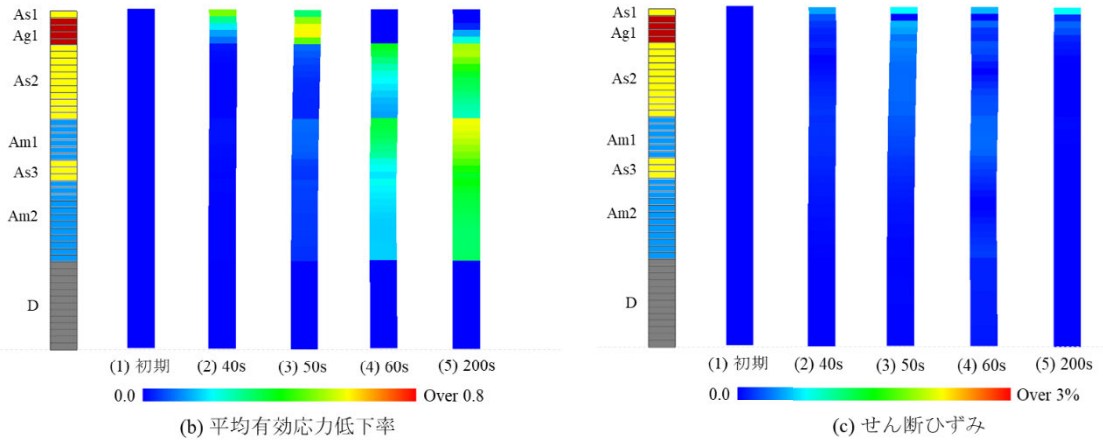 As1
Ag1
As2
Am1
As3
Am2
D
(1) 初期 (2) 40s (3) 50s (4) 60s (5) 200s
0.0 Over 0.8
(b) 平均有効応力低下率
As1
Ag1
As2
Am1
As3
Am2
D
(1) 初期 (2) 40s (3) 50s (4) 60s (5) 200s
0.0 Over 3%
(c) せん断ひずみ